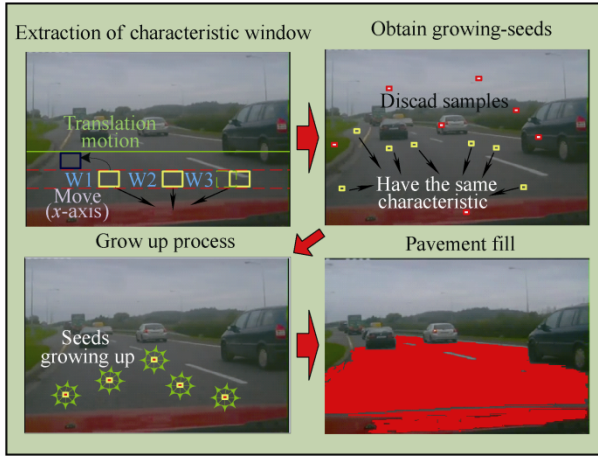 Extraction of characteristic window
Obtain growing-seeds
Translation
motion
W1 W2 W3
Move
(x-axis)
Discad samples
Have the same
characteristic
Grow up process
Pavement fill
Seeds
growing up